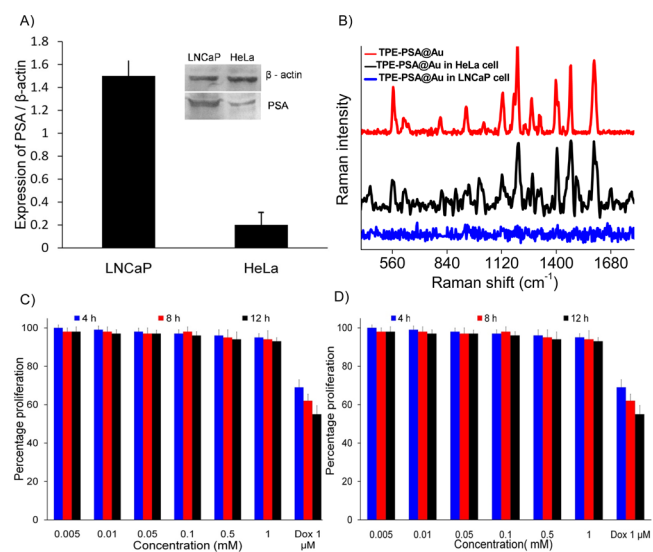 A)
Expression of PSA / β-actin
1.8
1.6
1.4
1.2
1
0.8
0.6
0.4
0.2
0
LNCaP HeLa
LNCaP HeLa
β - actin
PSA
B)
Raman intensity
TPE-PSA@Au
TPE-PSA@Au in HeLa cell
TPE-PSA@Au in LNCaP cell
560 840 1120 1400 1680
Raman shift (cm-1)
C)
Percentage proliferation
4 h 8 h 12 h
100
80
60
40
20
0
0.005 0.01 0.05 0.1 0.5 1 Dox 1
μM
Concentration (mM)
D)
Percentage proliferation
4 h 8 h 12 h
100
80
60
40
20
0
0.005 0.01 0.05 0.1 0.5 1 Dox 1 μM
Concentration( mM)